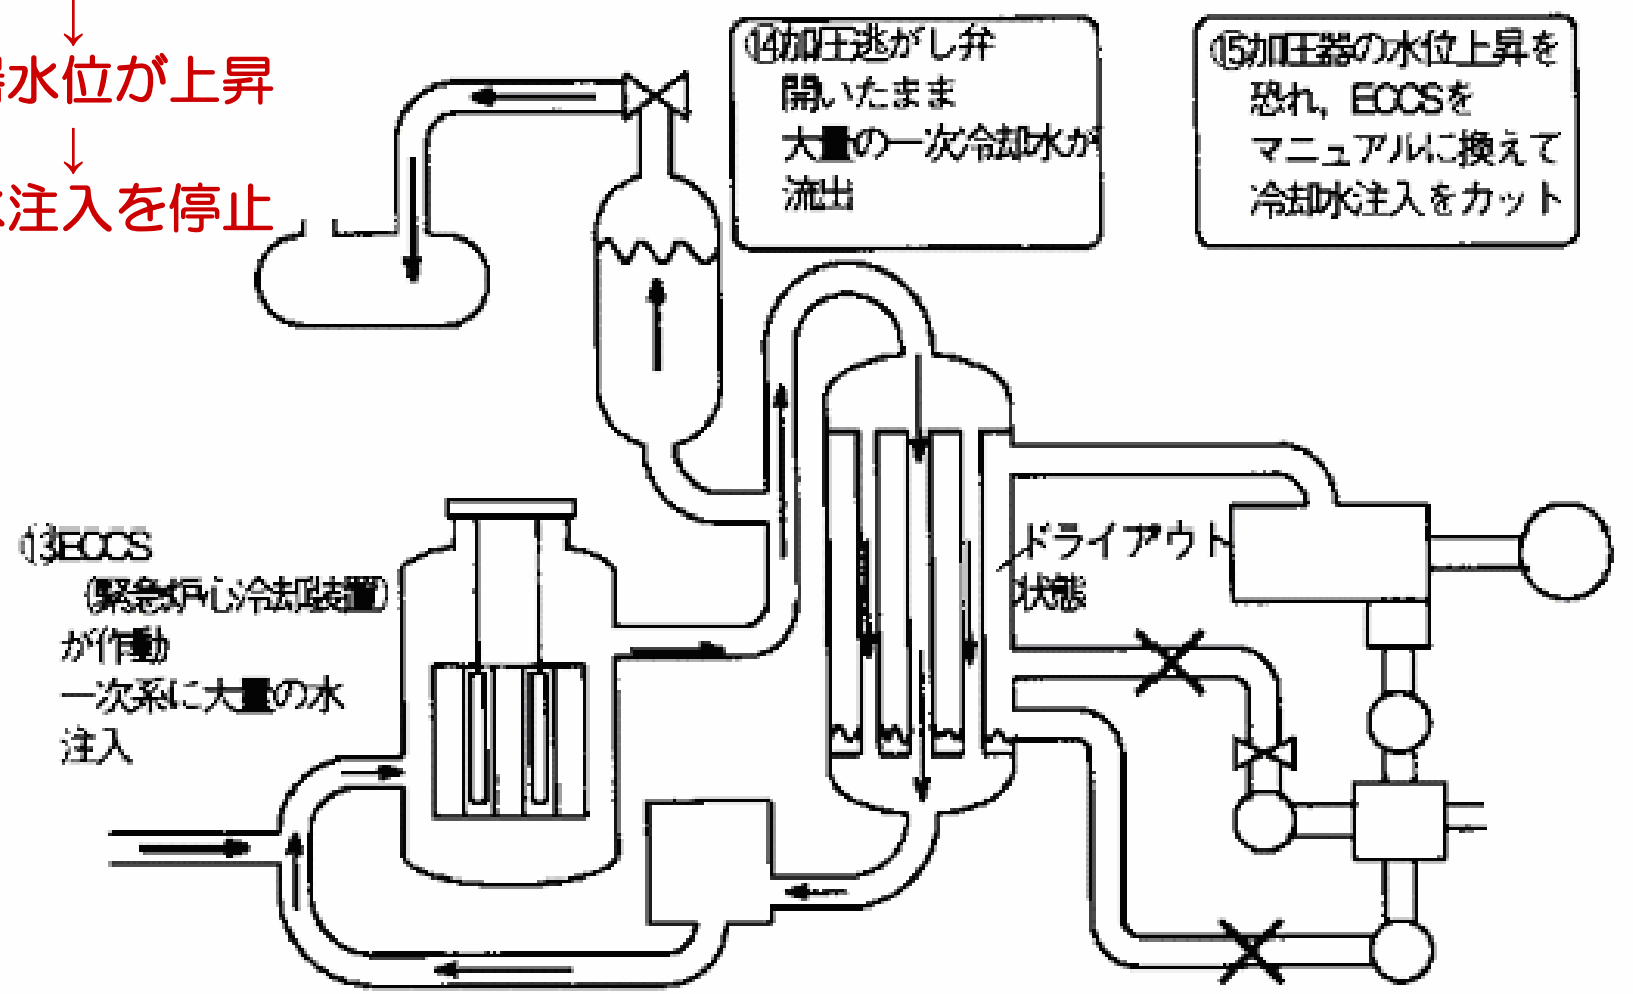 ↓
水位が上昇
↓
注入を停止
⑭加圧逃がし弁
開いたまま
大量の一次冷却水が
流出
⑮加圧器の水位上昇を
恐れ，ECCSを
マニュアルに換えて
冷却水注入をカット
⑬ECCS
（緊急炉心冷却装置）
が作動
一次系に大量の水
注入
ドライアウト
状態